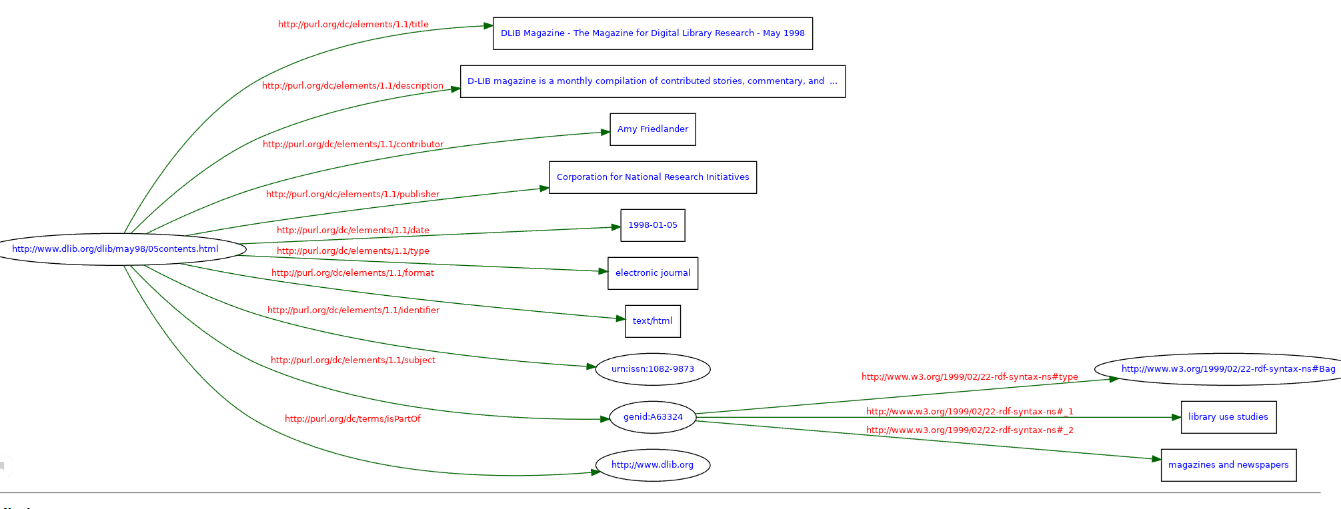 http://purl.org/dc/elements/1.1/title
DLIB Magazine - The Magazine for Digital Library Research - May 1998
http://purl.org/dc/elements/1.1/description
D-LIB magazine is a monthly compilation of contributed stories, commentary, and ...
http://purl.org/dc/elements/1.1/contributor
Amy Friedlander
http://purl.org/dc/elements/1.1/publisher
Corporation for National Research Initiatives
http://purl.org/dc/elements/1.1/date
1998-01-05
http://www.dlib.org/dlib/may98/05contents.html
http://purl.org/dc/elements/1.1/type
electronic journal
http://purl.org/dc/elements/1.1/format
text/html
http://purl.org/dc/elements/1.1/identifier
urn:issn:1082-9873
http://purl.org/dc/elements/1.1/subject
genid:A63324
http://www.w3.org/1999/02/22-rdf-syntax-ns#type
http://www.w3.org/1999/02/22-rdf-syntax-ns#Bag
http://www.w3.org/1999/02/22-rdf-syntax-ns#_1
library use studies
http://www.w3.org/1999/02/22-rdf-syntax-ns#_2
magazines and newspapers
http://purl.org/dc/terms/isPartOf
http://www.dlib.org